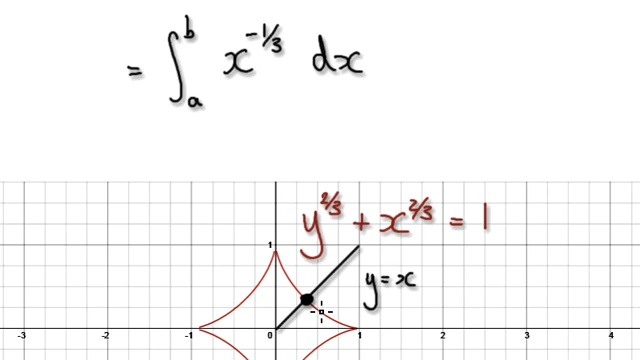 = ∫ₐᵇ x^{-1/3} dx
y^{2/3} + x^{2/3} = 1
1
y = x
-3 -2 -1 0 1 2 3 4